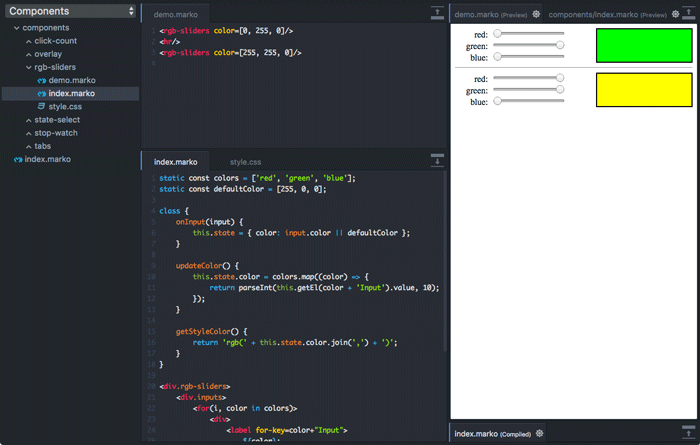 Components
components
click-count
overlay
rgb-sliders
demo.marko
index.marko
style.css
state-select
stop-watch
tabs
index.marko
demo.marko
1 <rgb-sliders color=[0, 255, 0]/>
2 <hr/>
3 <rgb-sliders color=[255, 255, 0]/>
4
index.marko
style.css
1 static const colors = ['red', 'green', 'blue'];
2 static const defaultColor = [255, 0, 0];
3
4 class {
5 onInput(input) {
6 this.state = { color: input.color || defaultColor };
7 }
8
9 updateColor() {
10 this.state.color = colors.map((color) => {
11 return parseInt(this.getEl(color + 'Input').value, 10);
12 });
13 }
14
15 getStyleColor() {
16 return 'rgb(' + this.state.color.join(',') + ')';
17 }
18 }
19
20 <div.rgb-sliders>
21 <div.inputs>
22 <for(i, color in colors)>
23 <div>
24 <label for-key=color+"Input">
25 ${color}:
demo.marko (Preview)
components/index.marko (Preview)
red:
green:
blue:
red:
green:
blue:
index.marko (Compiled)